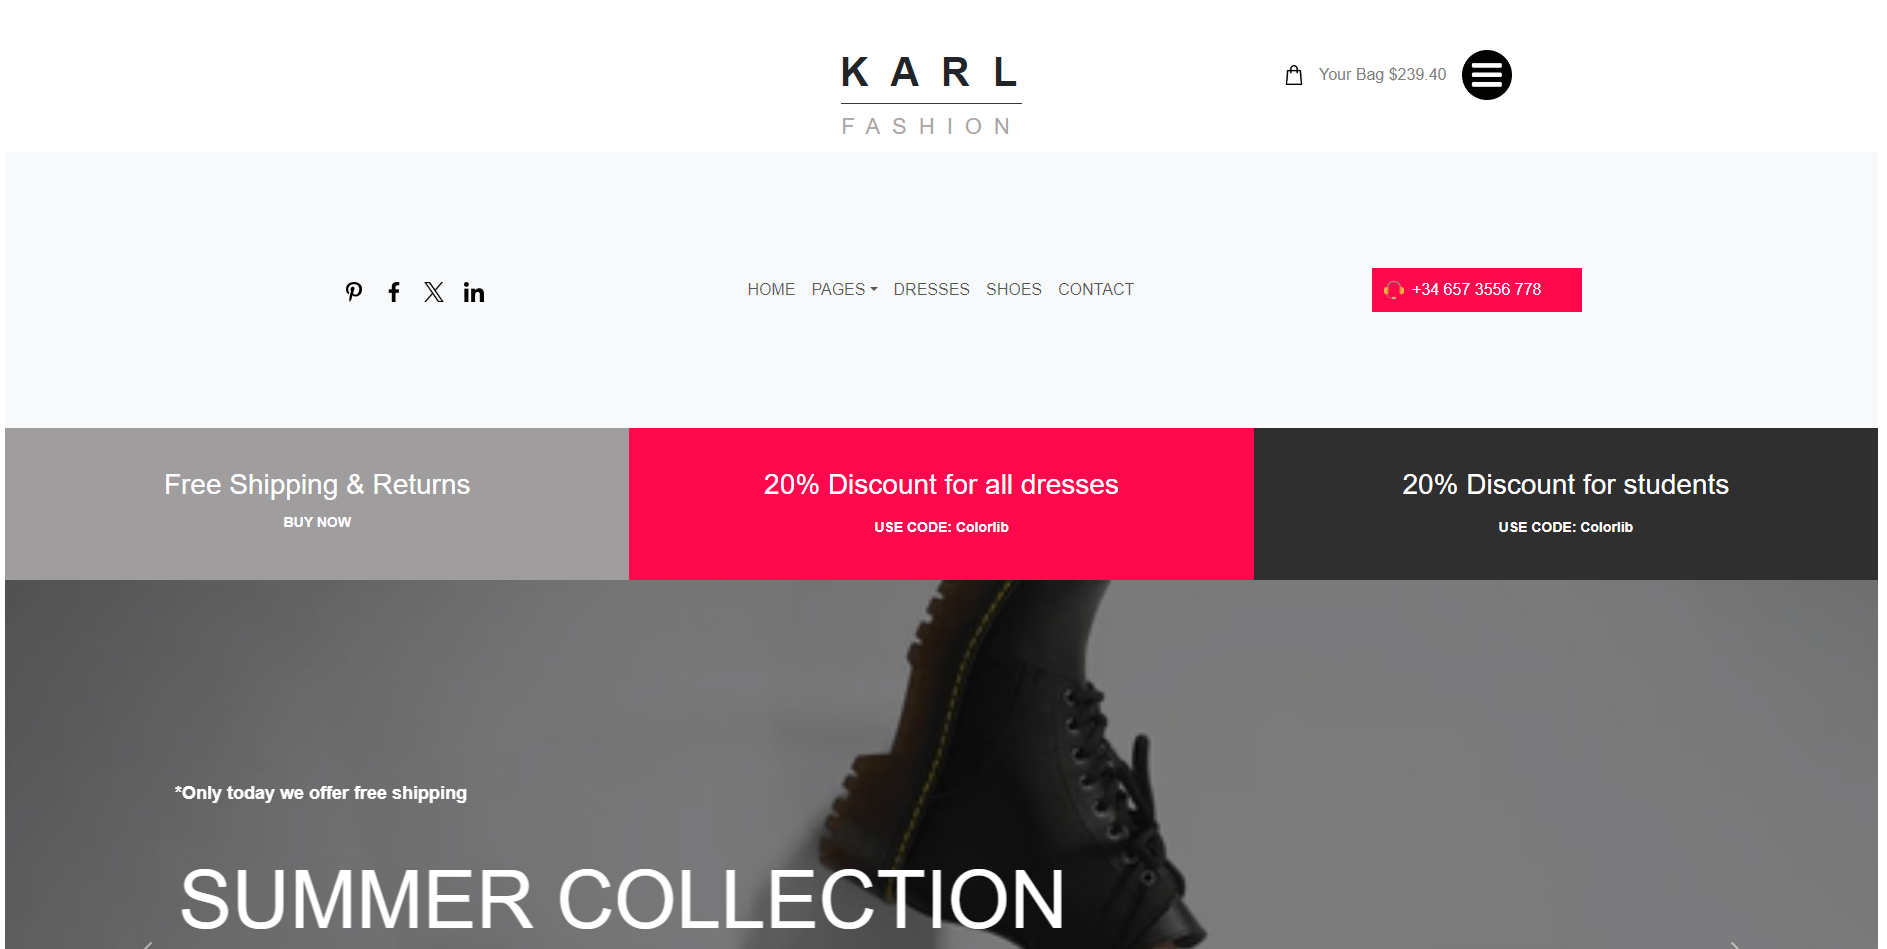 KARL
FASHION
Your Bag $239.40
HOME PAGES DRESSES SHOES CONTACT
+34 657 3556 778
Free Shipping & Returns
BUY NOW
20% Discount for all dresses
USE CODE: Colorlib
20% Discount for students
USE CODE: Colorlib
*Only today we offer free shipping
SUMMER COLLECTION